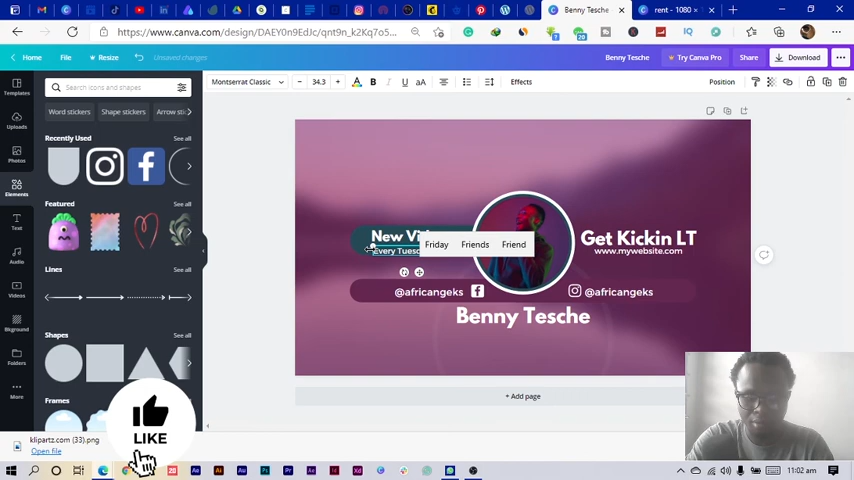 Benny Tesche
rent - 1080 ×
https://www.canva.com/design/DAEY0n9EdJc/qnt9n_k2Kq7o5...
Home
File
Resize
Unsaved changes
Benny Tesche
Try Canva Pro
Share
Download
Montserrat Classic
34.3
B
I
U
aA
Effects
Position
Templates
Uploads
Photos
Elements
Text
Audio
Videos
Bkground
Folders
More
Search icons and shapes
Word stickers
Shape stickers
Arrow stic
Recently Used
See all
Featured
See all
Lines
See all
Shapes
See all
Frames
See all
New Vi
Every Tuesd
Friday
Friends
Friend
Get Kickin LT
www.mywebsite.com
@africangeks
@africangeks
Benny Tesche
+ Add page
LIKE
klipartz.com (33).png
Open file
11:02 am